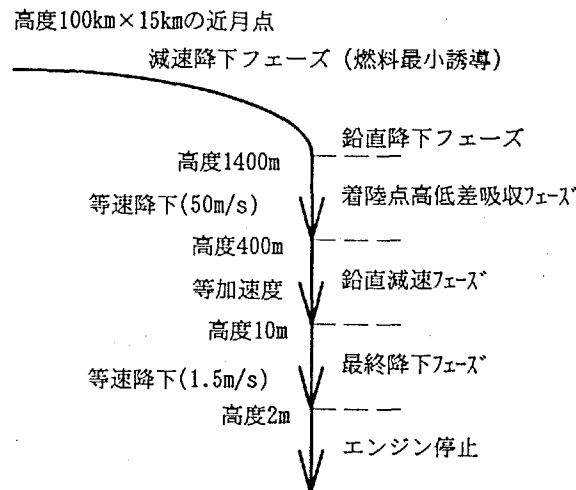 高度100km×15kmの近月点
減速降下フェーズ (燃料最小誘導)
鉛直降下フェーズ
高度1400m
等速降下(50m/s)
着陸点高低差吸収フェーズ
高度400m
等加速度
鉛直減速フェーズ
高度10m
最終降下フェーズ
等速降下(1.5m/s)
高度2m
エンジン停止